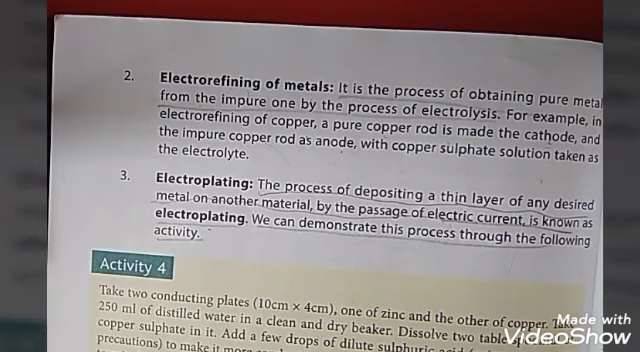 2. Electrorefining of metals: It is the process of obtaining pure metal
from the impure one by the process of electrolysis. For example, in
electrorefining of copper, a pure copper rod is made the cathode, and
the impure copper rod as anode, with copper sulphate solution taken as
the electrolyte.
3. Electroplating: The process of depositing a thin layer of any desired
metal on another material, by the passage of electric current, is known as
electroplating. We can demonstrate this process through the following
activity.
Activity 4
Take two conducting plates (10cm × 4cm), one of zinc and the other of copper. Take
250 ml of distilled water in a clean and dry beaker. Dissolve two
copper sulphate in it. Add a few drops of dilute sulphuric
precautions) to make it more
Made with
VideoShow